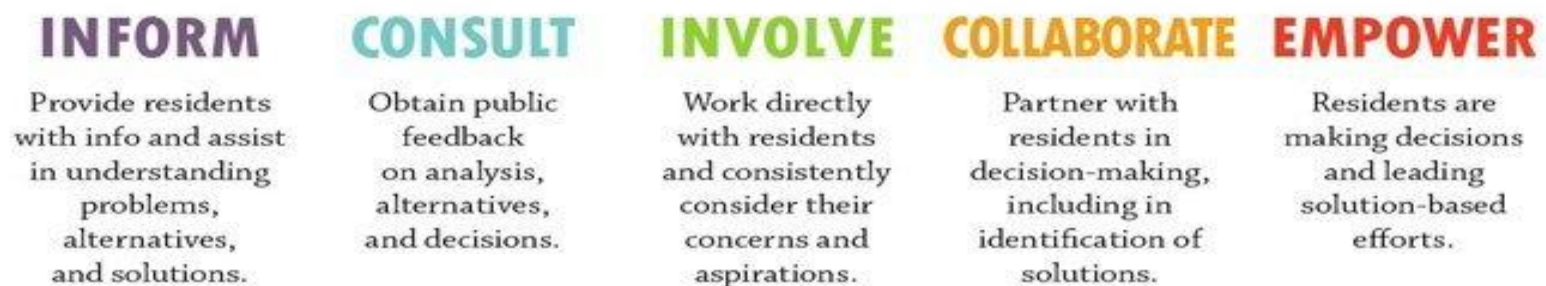 INFORM
Provide residents
with info and assist
in understanding
problems,
alternatives,
and solutions.
CONSULT
Obtain public
feedback
on analysis,
alternatives,
and decisions.
INVOLVE
Work directly
with residents
and consistently
consider their
concerns and
aspirations.
COLLABORATE
Partner with
residents in
decision-making,
including in
identification of
solutions.
EMPOWER
Residents are
making decisions
and leading
solution-based
efforts.